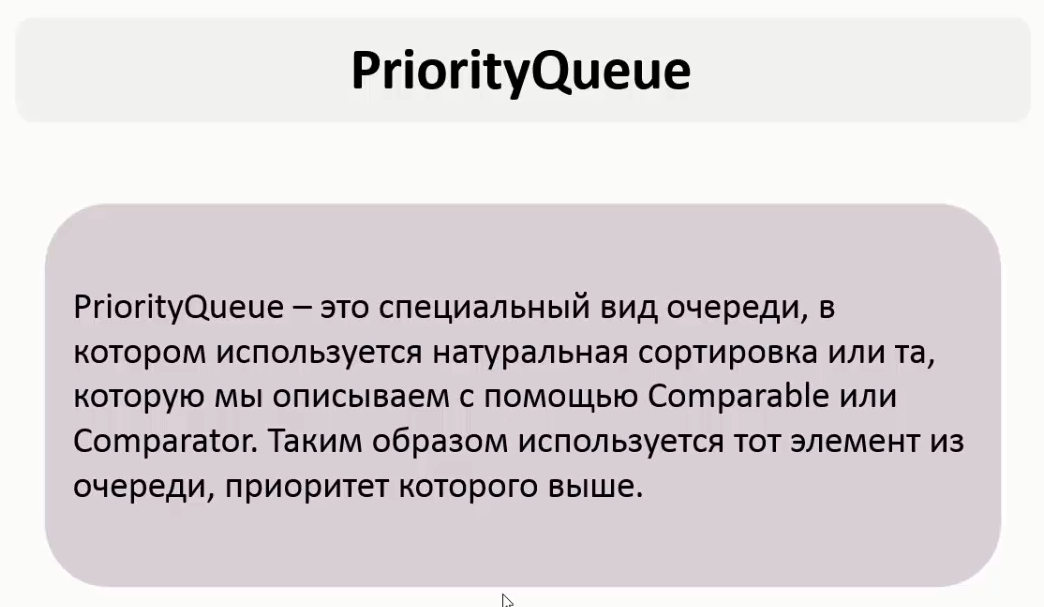 PriorityQueue
PriorityQueue – это специальный вид очереди, в
котором используется натуральная сортировка или та,
которую мы описываем с помощью Comparable или
Comparator. Таким образом используется тот элемент из
очереди, приоритет которого выше.